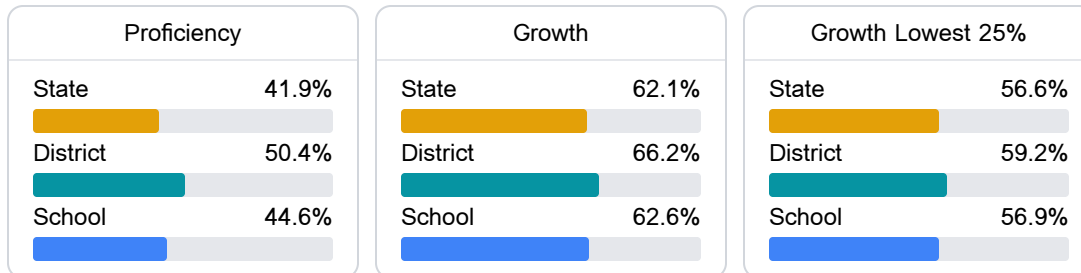 Proficiency
State 41.9%
District 50.4%
School 44.6%
Growth
State 62.1%
District 66.2%
School 62.6%
Growth Lowest 25%
State 56.6%
District 59.2%
School 56.9%